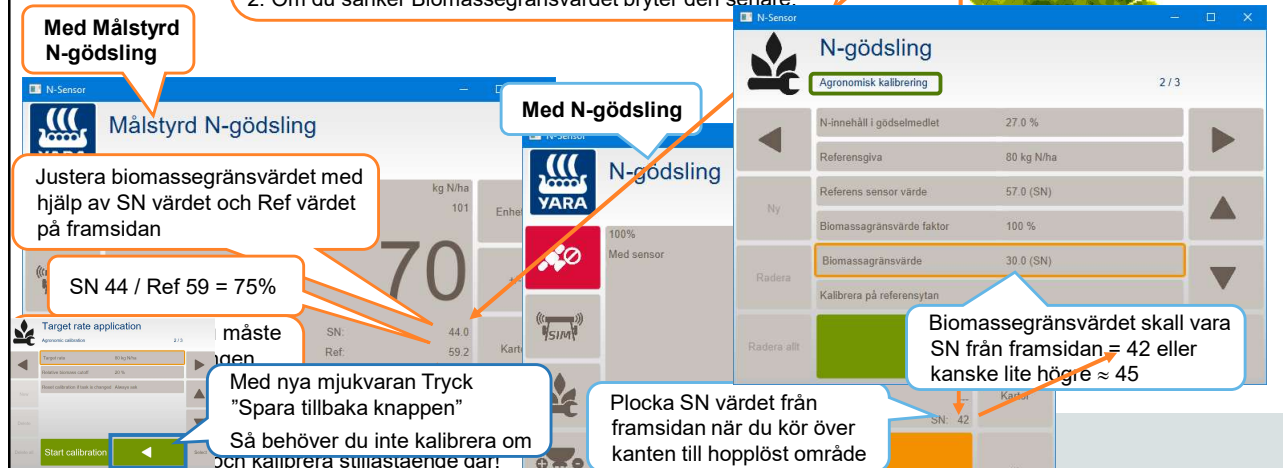 2. Om du sänker Biomassegränsvärdet bryter den senare.
Med Målstyrd
N-gödsling
N-Sensor
YARA
Målstyrd N-gödsling
Justera biomassegränsvärdet med
hjälp av SN värdet och Ref värdet
på framsidan
kg N/ha
101
70
SN 44 / Ref 59 = 75%
SN: 44.0
Ref: 59.2
måste
Target rate application
Agronomic calibration 2 / 3
Target rate 80 kg N/ha
Start calibration
Med nya mjukvaran Tryck
”Spara tillbaka knappen”
Så behöver du inte kalibrera om
och kalibrera stillastående där!
Med N-gödsling
N-Sensor
YARA
N-gödsling
100%
Med sensor
SIM
Plocka SN värdet från
framsidan när du kör över
kanten till hopplöst område
Kartor
SN: 42
N-Sensor
N-gödsling
Agronomisk kalibrering 2 / 3
N-innehåll i gödselmedlet 27.0 %
Referensgiva 80 kg N/ha
Referens sensor värde 57.0 (SN)
Biomassagränsvärde faktor 100 %
Biomassagränsvärde 30.0 (SN)
Kalibrera på referensytan
Ny
Radera
Radera allt
Biomassegränsvärdet skall vara
SN från framsidan = 42 eller
kanske lite högre ≈ 45